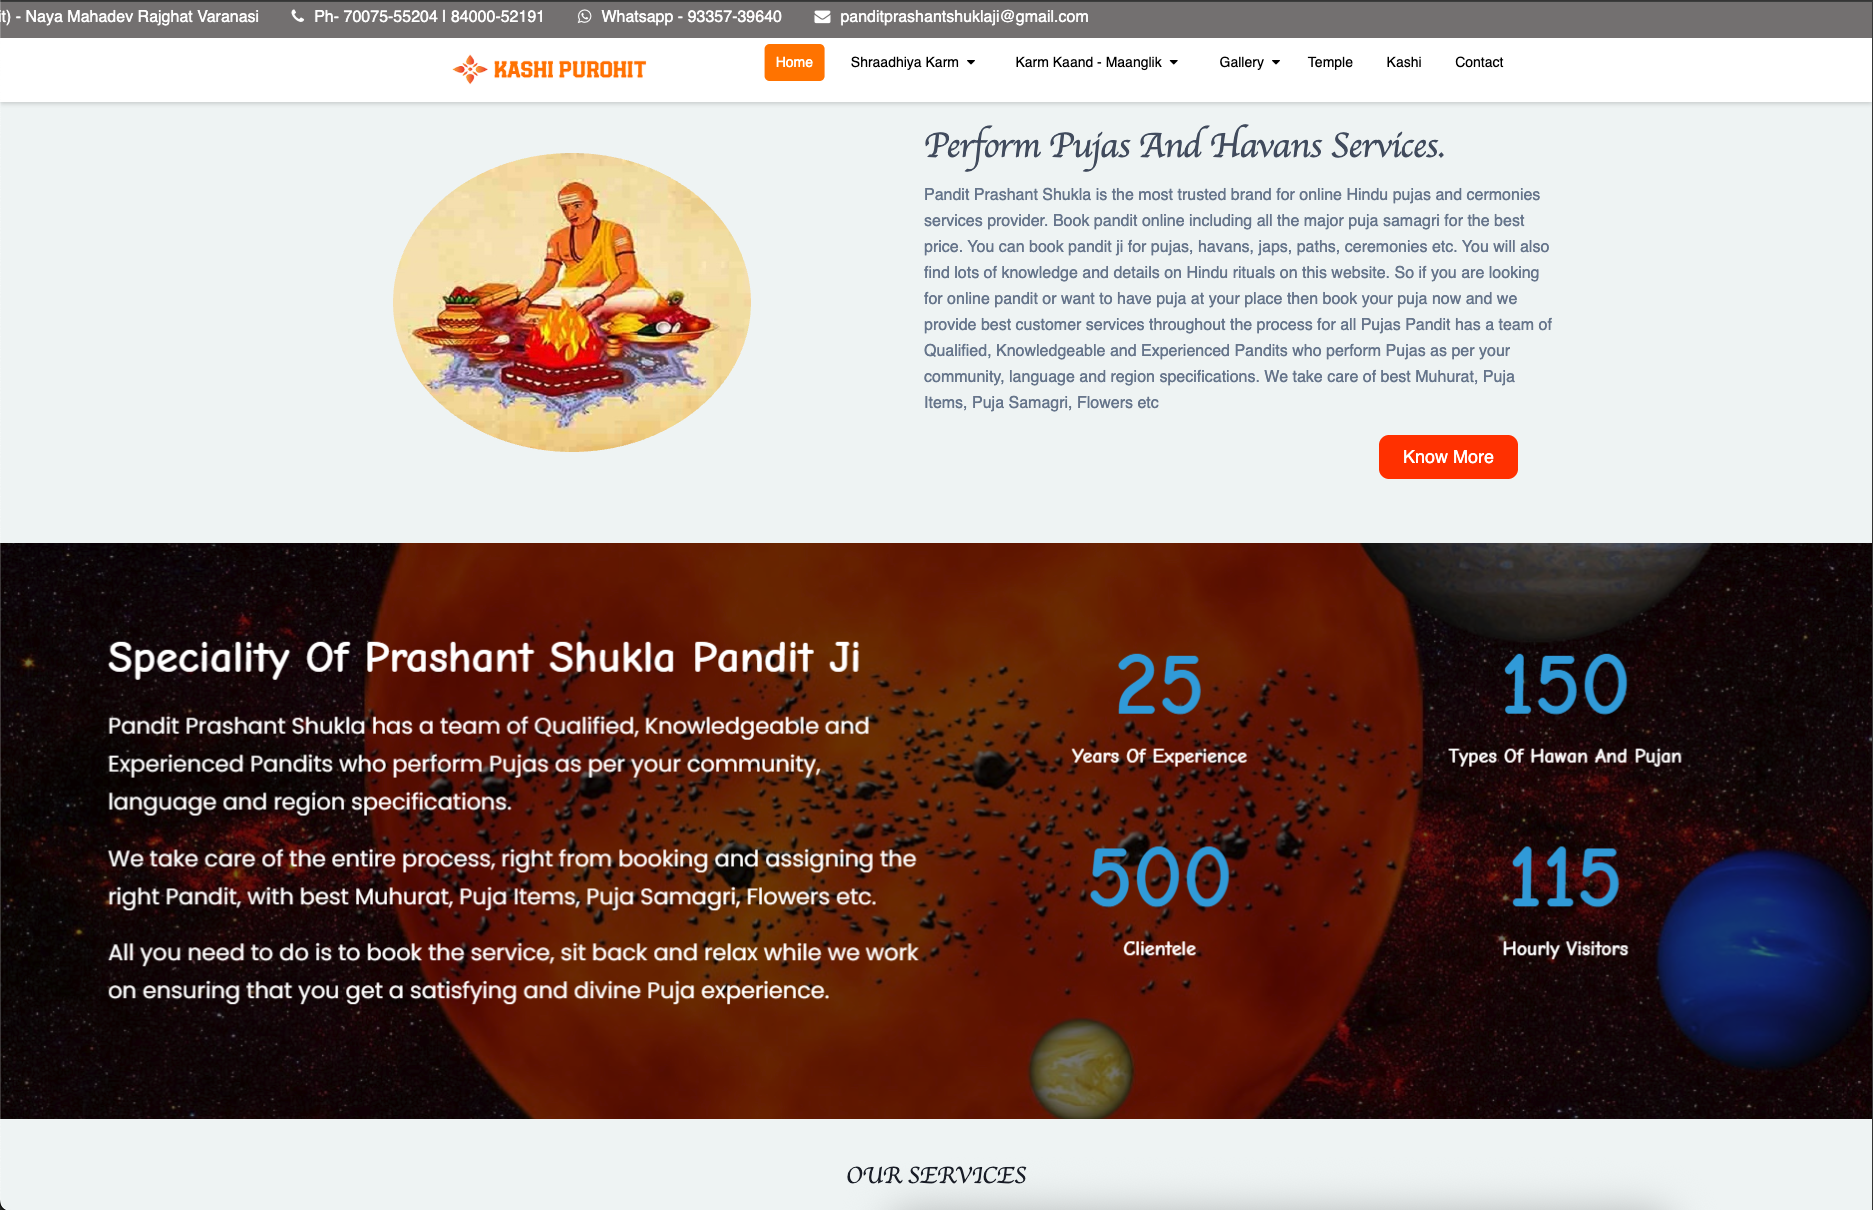 it) - Naya Mahadev Rajghat Varanasi Ph- 70075-55204 | 84000-52191 Whatsapp - 93357-39640 panditprashantshuklaji@gmail.com
KASHI PUROHIT
Home Shraadhiya Karm Karm Kaand - Maanglik Gallery Temple Kashi Contact
Perform Pujas And Havans Services.
Pandit Prashant Shukla is the most trusted brand for online Hindu pujas and cermonies
services provider. Book pandit online including all the major puja samagri for the best
price. You can book pandit ji for pujas, havans, japs, paths, ceremonies etc. You will also
find lots of knowledge and details on Hindu rituals on this website. So if you are looking
for online pandit or want to have puja at your place then book your puja now and we
provide best customer services throughout the process for all Pujas Pandit has a team of
Qualified, Knowledgeable and Experienced Pandits who perform Pujas as per your
community, language and region specifications. We take care of best Muhurat, Puja
Items, Puja Samagri, Flowers etc
Know More
Speciality Of Prashant Shukla Pandit Ji
Pandit Prashant Shukla has a team of Qualified, Knowledgeable and
Experienced Pandits who perform Pujas as per your community,
language and region specifications.
We take care of the entire process, right from booking and assigning the
right Pandit, with best Muhurat, Puja Items, Puja Samagri, Flowers etc.
All you need to do is to book the service, sit back and relax while we work
on ensuring that you get a satisfying and divine Puja experience.
25
Years Of Experience
150
Types Of Hawan And Pujan
500
Clientele
115
Hourly Visitors
OUR SERVICES